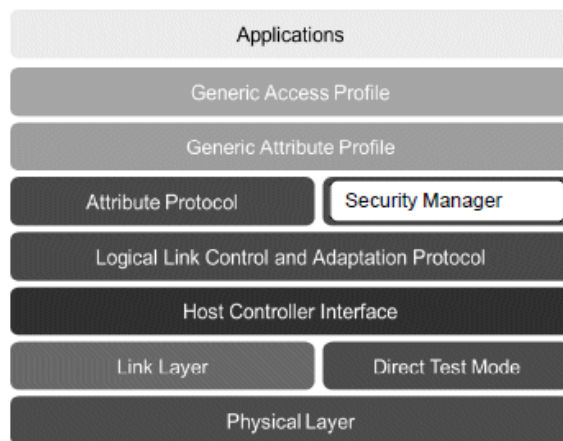 Applications
Generic Access Profile
Generic Attribute Profile
Attribute Protocol
Security Manager
Logical Link Control and Adaptation Protocol
Host Controller Interface
Link Layer
Direct Test Mode
Physical Layer